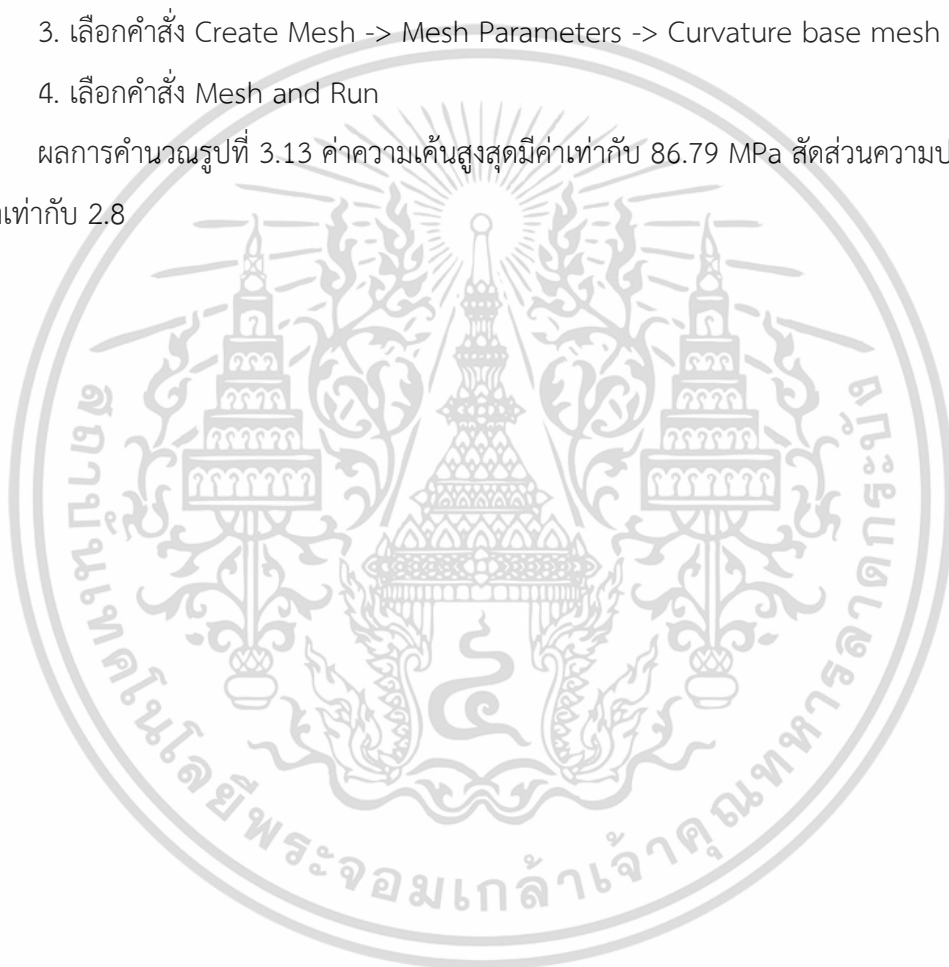 3. เลือกคำสั่ง Create Mesh -> Mesh Parameters -> Curvature base mesh
4. เลือกคำสั่ง Mesh and Run
ผลการคำนวณรูปที่ 3.13 ค่าความเค้นสูงสุดมีค่าเท่ากับ 86.79 MPa สัดส่วนความ
เท่ากับ 2.8
๔
สถาบันเทคโนโลยีพระจอมเกล้าเจ้าคุณทหารลาดกระบัง